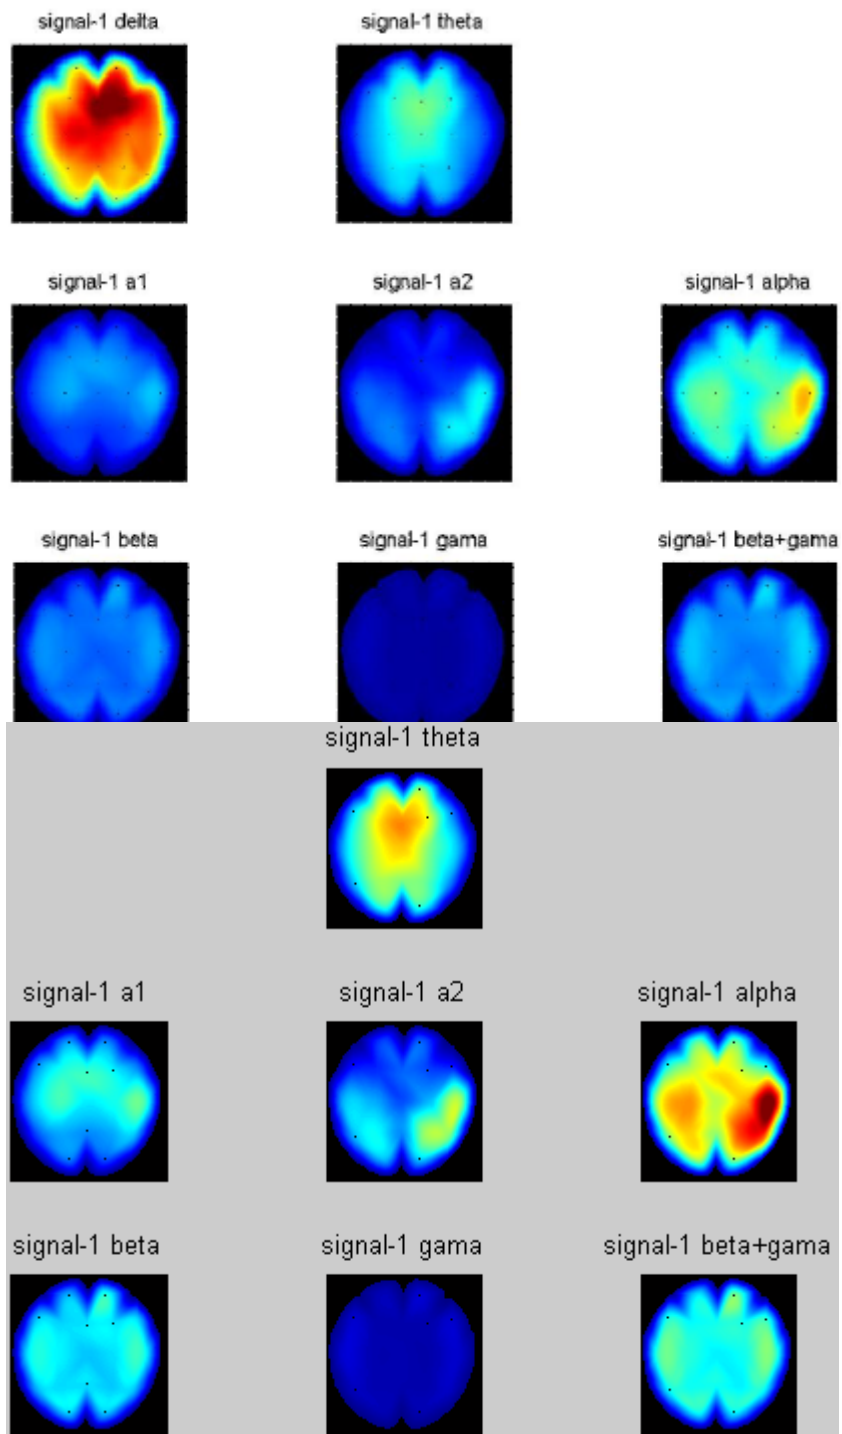 signal-1 delta
signal-1 theta
signal-1 a1
signal-1 a2
signal-1 alpha
signal-1 beta
signal-1 gama
signal-1 beta+gama
signal-1 theta
signal-1 a1
signal-1 a2
signal-1 alpha
signal-1 beta
signal-1 gama
signal-1 beta+gama